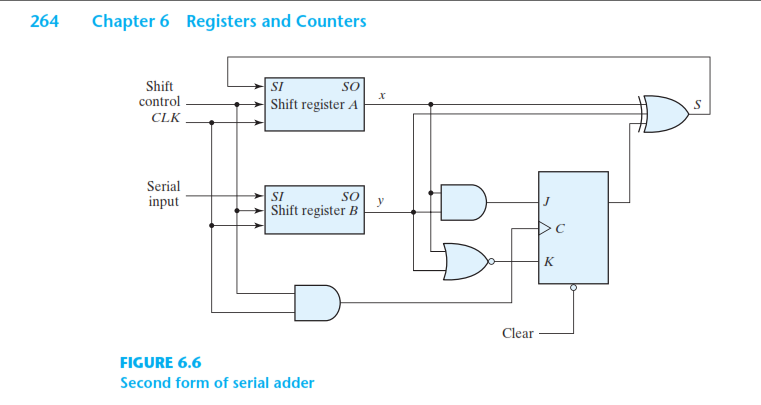 264 Chapter 6 Registers and Counters
Shift
control
CLK
SI SO
Shift register A
x
S
Serial
input
SI SO
Shift register B
y
J
C
K
Clear
FIGURE 6.6
Second form of serial adder